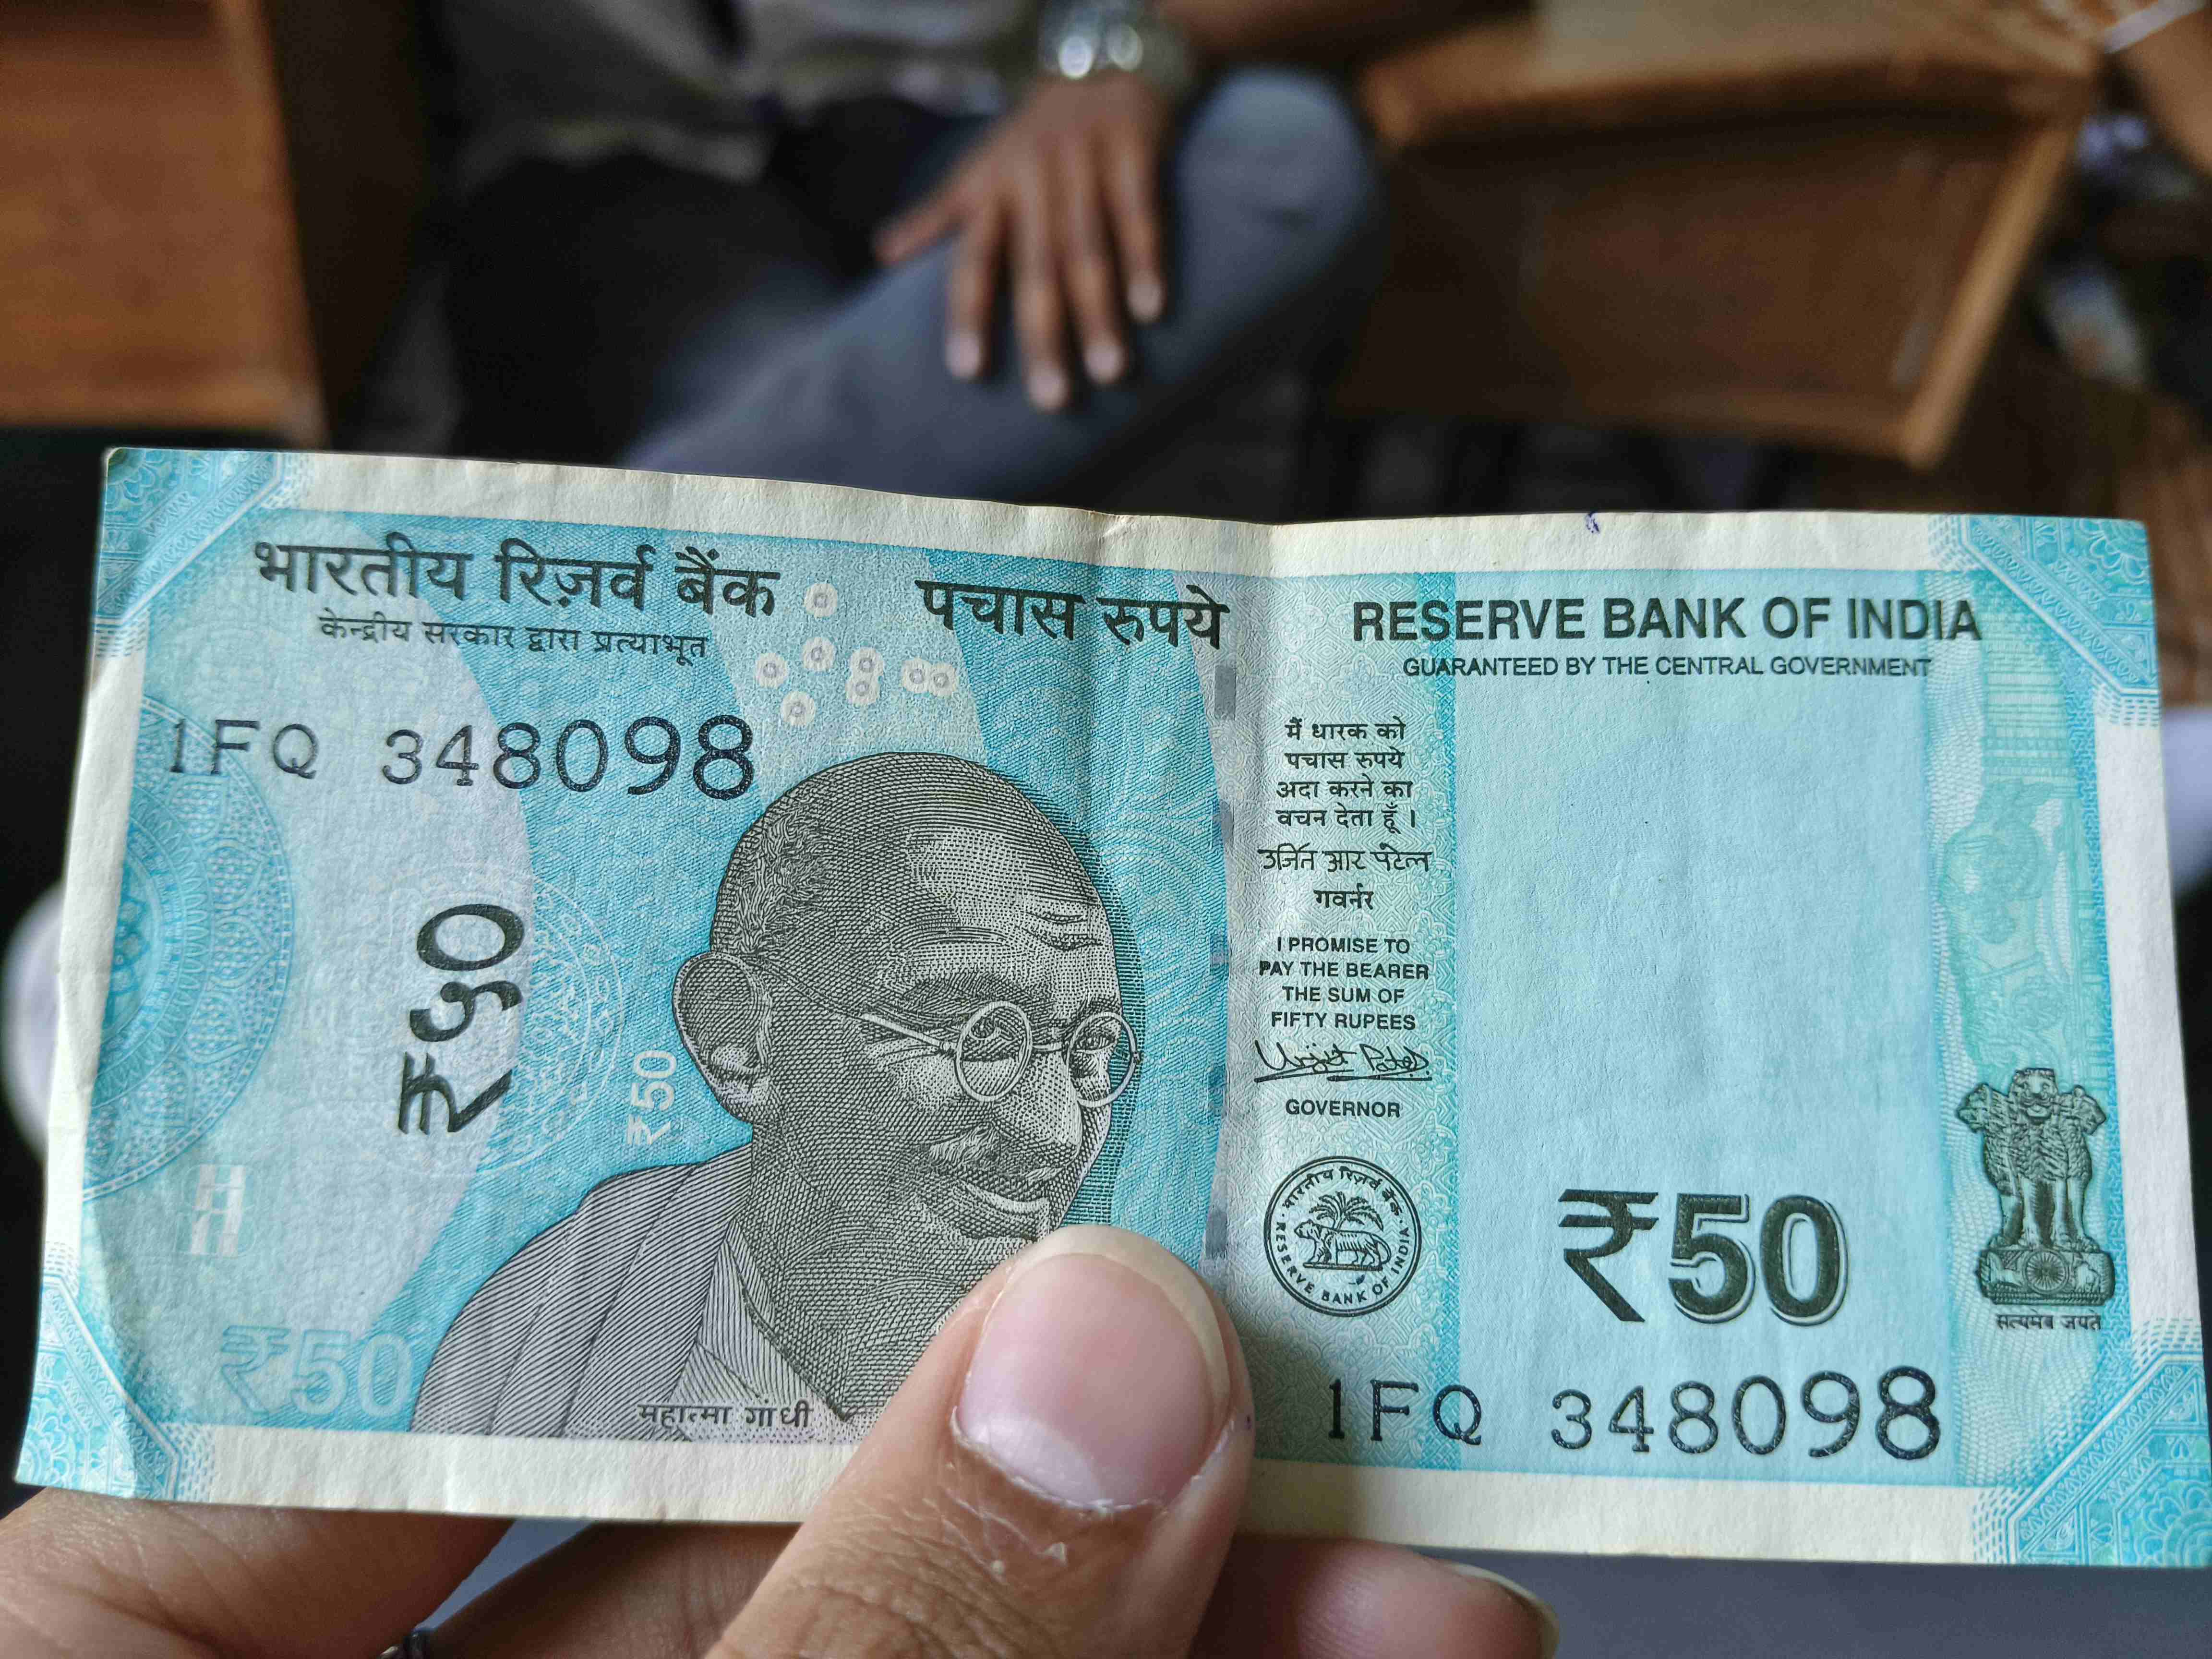 भारतीय रिज़र्व बैंक
केन्द्रीय सरकार द्वारा प्रत्याभूत
पचास रुपये
RESERVE BANK OF INDIA
GUARANTEED BY THE CENTRAL GOVERNMENT
1FQ 348098
₹५0
₹50
₹50
महात्मा गांधी
मैं धारक को
पचास रुपये
अदा करने का
वचन देता हूँ ।
उर्जित आर पटेल
गवर्नर
I PROMISE TO
PAY THE BEARER
THE SUM OF
FIFTY RUPEES
Urjit Patel
GOVERNOR
भारतीय रिज़र्व बैंक
RESERVE BANK OF INDIA
₹50
सत्यमेव जयते
1FQ 348098